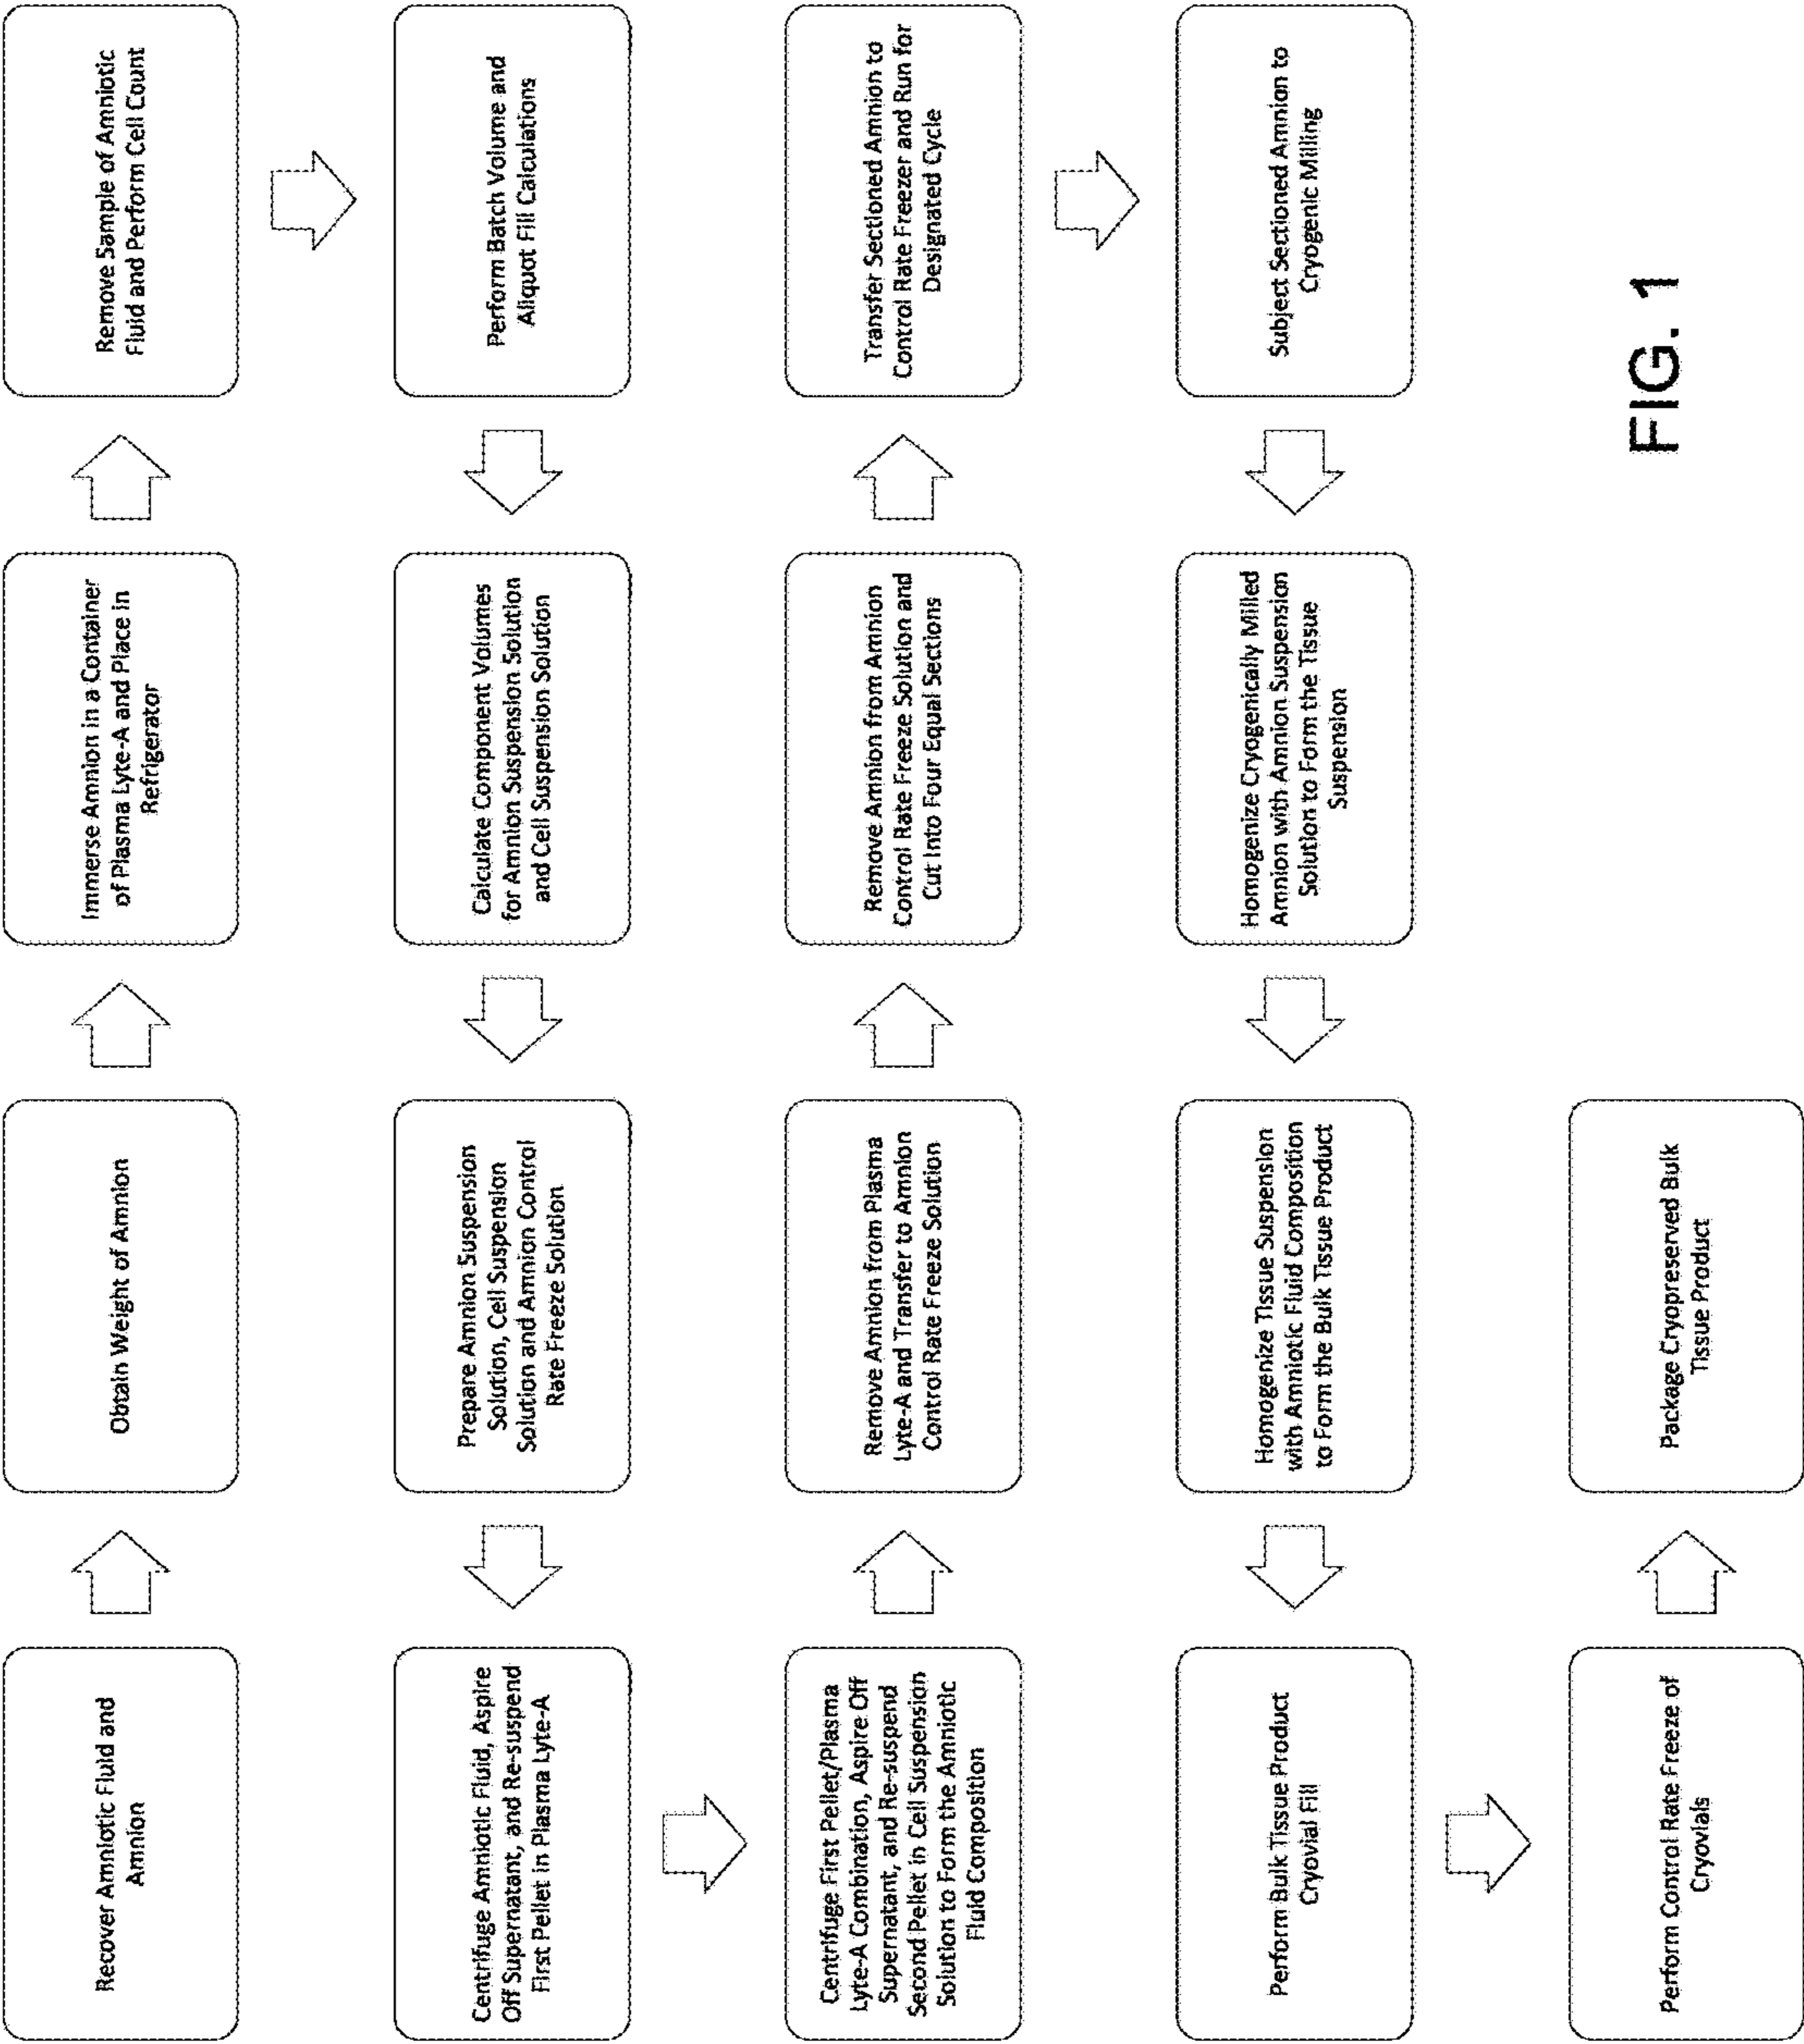 Recover Amniotic Fluid and
Amnion
Obtain Weight of Amnion
Immerse Amnion in a Container
of Plasma Lyte-A and Place in
Refrigerator
Remove Sample of Amniotic
Fluid and Perform Cell Count
Perform Batch Volume and
Aliquot Fill Calculations
Calculate Component Volumes
for Amnion Suspension Solution
and Cell Suspension Solution
Prepare Amnion Suspension
Solution, Cell Suspension
Solution and Amnion Control
Rate Freeze Solution
Centrifuge Amniotic Fluid, Aspire
Off Supernatant, and Re-suspend
First Pellet in Plasma Lyte-A
Centrifuge First Pellet/Plasma
Lyte-A Combination, Aspire Off
Supernatant, and Re-suspend
Second Pellet in Cell Suspension
Solution to Form the Amniotic
Fluid Composition
Remove Amnion from Plasma
Lyte-A and Transfer to Amnion
Control Rate Freeze Solution
Remove Amnion from Amnion
Control Rate Freeze Solution and
Cut Into Four Equal Sections
Transfer Sectioned Amnion to
Control Rate Freezer and Run for
Designated Cycle
Subject Sectioned Amnion to
Cryogenic Milling
Homogenize Cryogenically Milled
Amnion with Amnion Suspension
Solution to Form the Tissue
Suspension
Homogenize Tissue Suspension
with Amniotic Fluid Composition
to Form the Bulk Tissue Product
Perform Bulk Tissue Product
Cryovial Fill
Perform Control Rate Freeze of
Cryovials
Package Cryopreserved Bulk
Tissue Product
FIG. 1